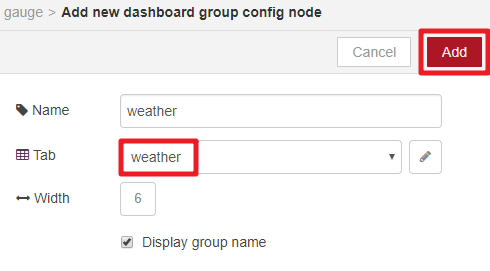 gauge > Add new dashboard group config node
Cancel Add
Name weather
Tab weather
Width 6
Display group name